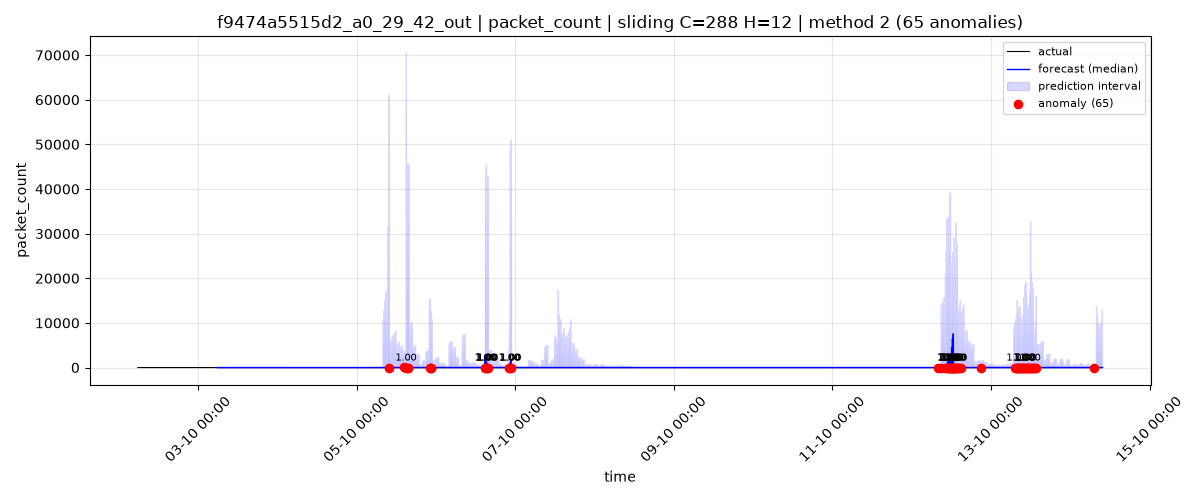 f9474a5515d2_a0_29_42_out | packet_count | sliding C=288 H=12 | method 2 (65 anomalies)
actual
forecast (median)
prediction interval
anomaly (65)
packet_count
70000
60000
50000
40000
30000
20000
10000
0
1.00
1.00
1.00
03-10 00:00
05-10 00:00
07-10 00:00
09-10 00:00
11-10 00:00
13-10 00:00
15-10 00:00
time